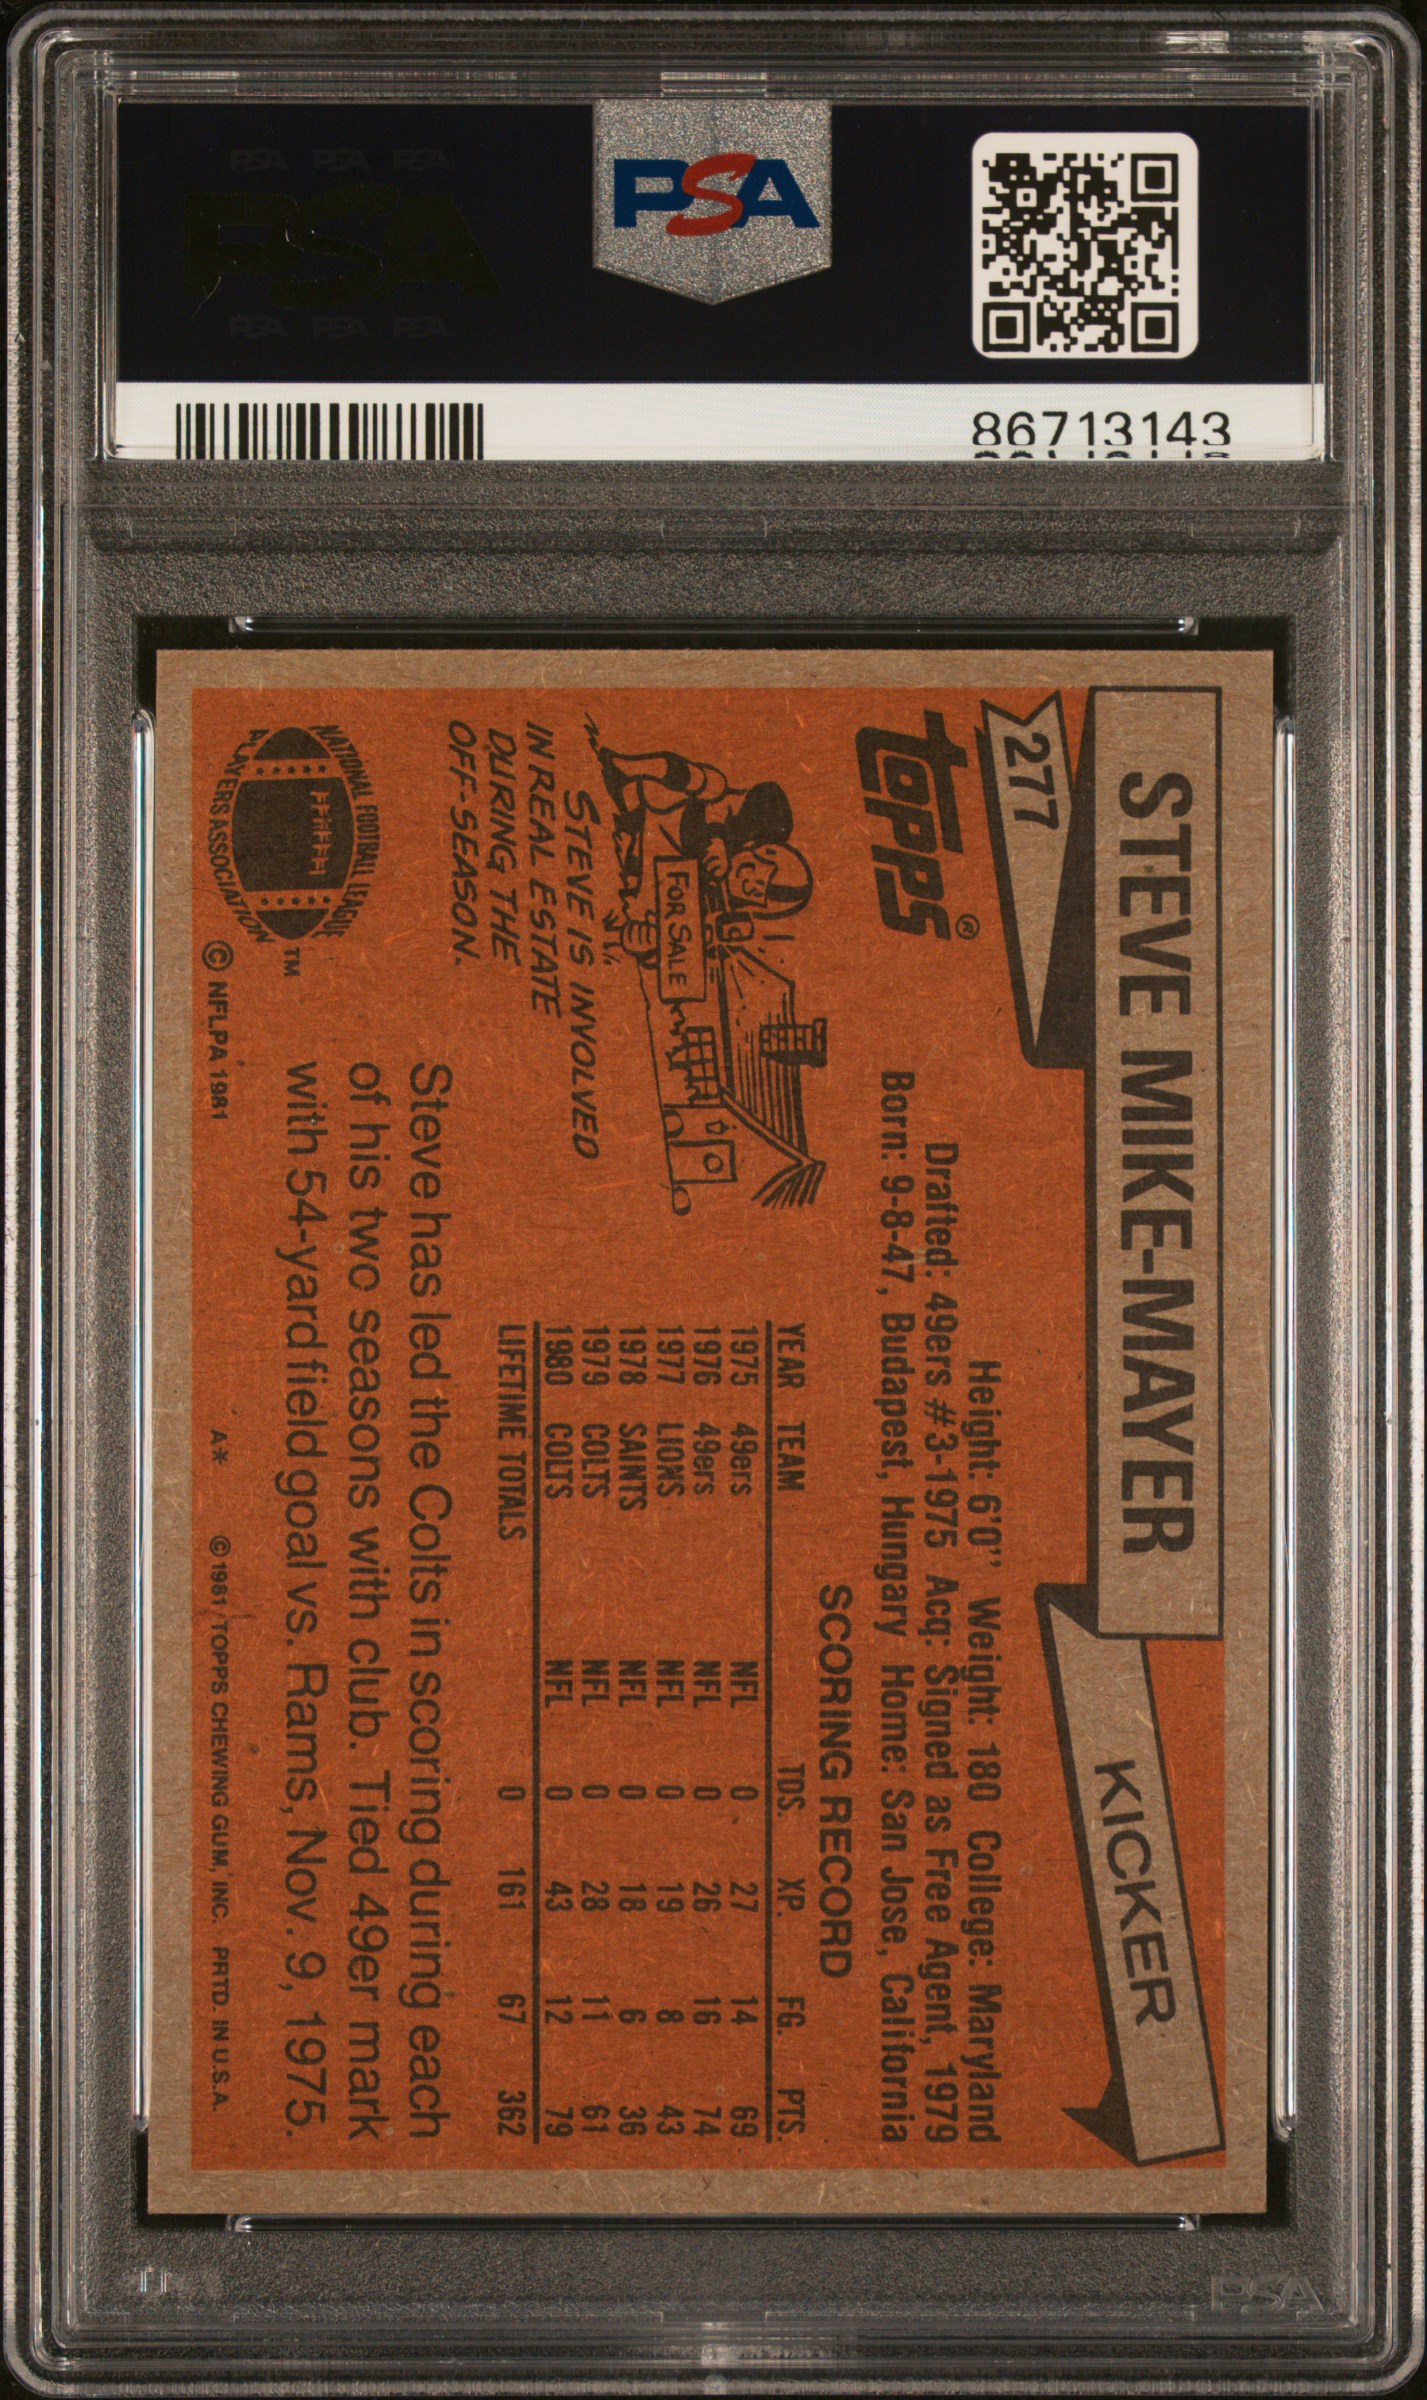 PSA PSA PSA
PSA
PSA PSA PSA
PSA
86713143
STEVE MIKE-MAYER
KICKER
277
topps®
Height: 6'0'' Weight: 180 College: Maryland
Drafted: 49ers #3-1975 Acq: Signed as Free Agent, 1979
Born: 9-8-47, Budapest, Hungary Home: San Jose, California
FOR SALE
STEVE IS INVOLVED
IN REAL ESTATE
DURING THE
OFF-SEASON.
SCORING RECORD
YEAR TEAM TDS. XP. FG. PTS.
1975 49ers NFL 0 27 14 69
1976 49ers NFL 0 26 16 74
1977 LIONS NFL 0 19 8 43
1978 SAINTS NFL 0 18 6 36
1979 COLTS NFL 0 28 11 61
1980 COLTS NFL 0 43 12 79
LIFETIME TOTALS 0 161 67 362
Steve has led the Colts in scoring during each
of his two seasons with club. Tied 49er mark
with 54-yard field goal vs. Rams, Nov. 9, 1975.
NATIONAL FOOTBALL LEAGUE
PLAYERS ASSOCIATION
TM
© NFLPA 1981
A* © 1981 TOPPS CHEWING GUM, INC. PRTD. IN U.S.A.
PSA